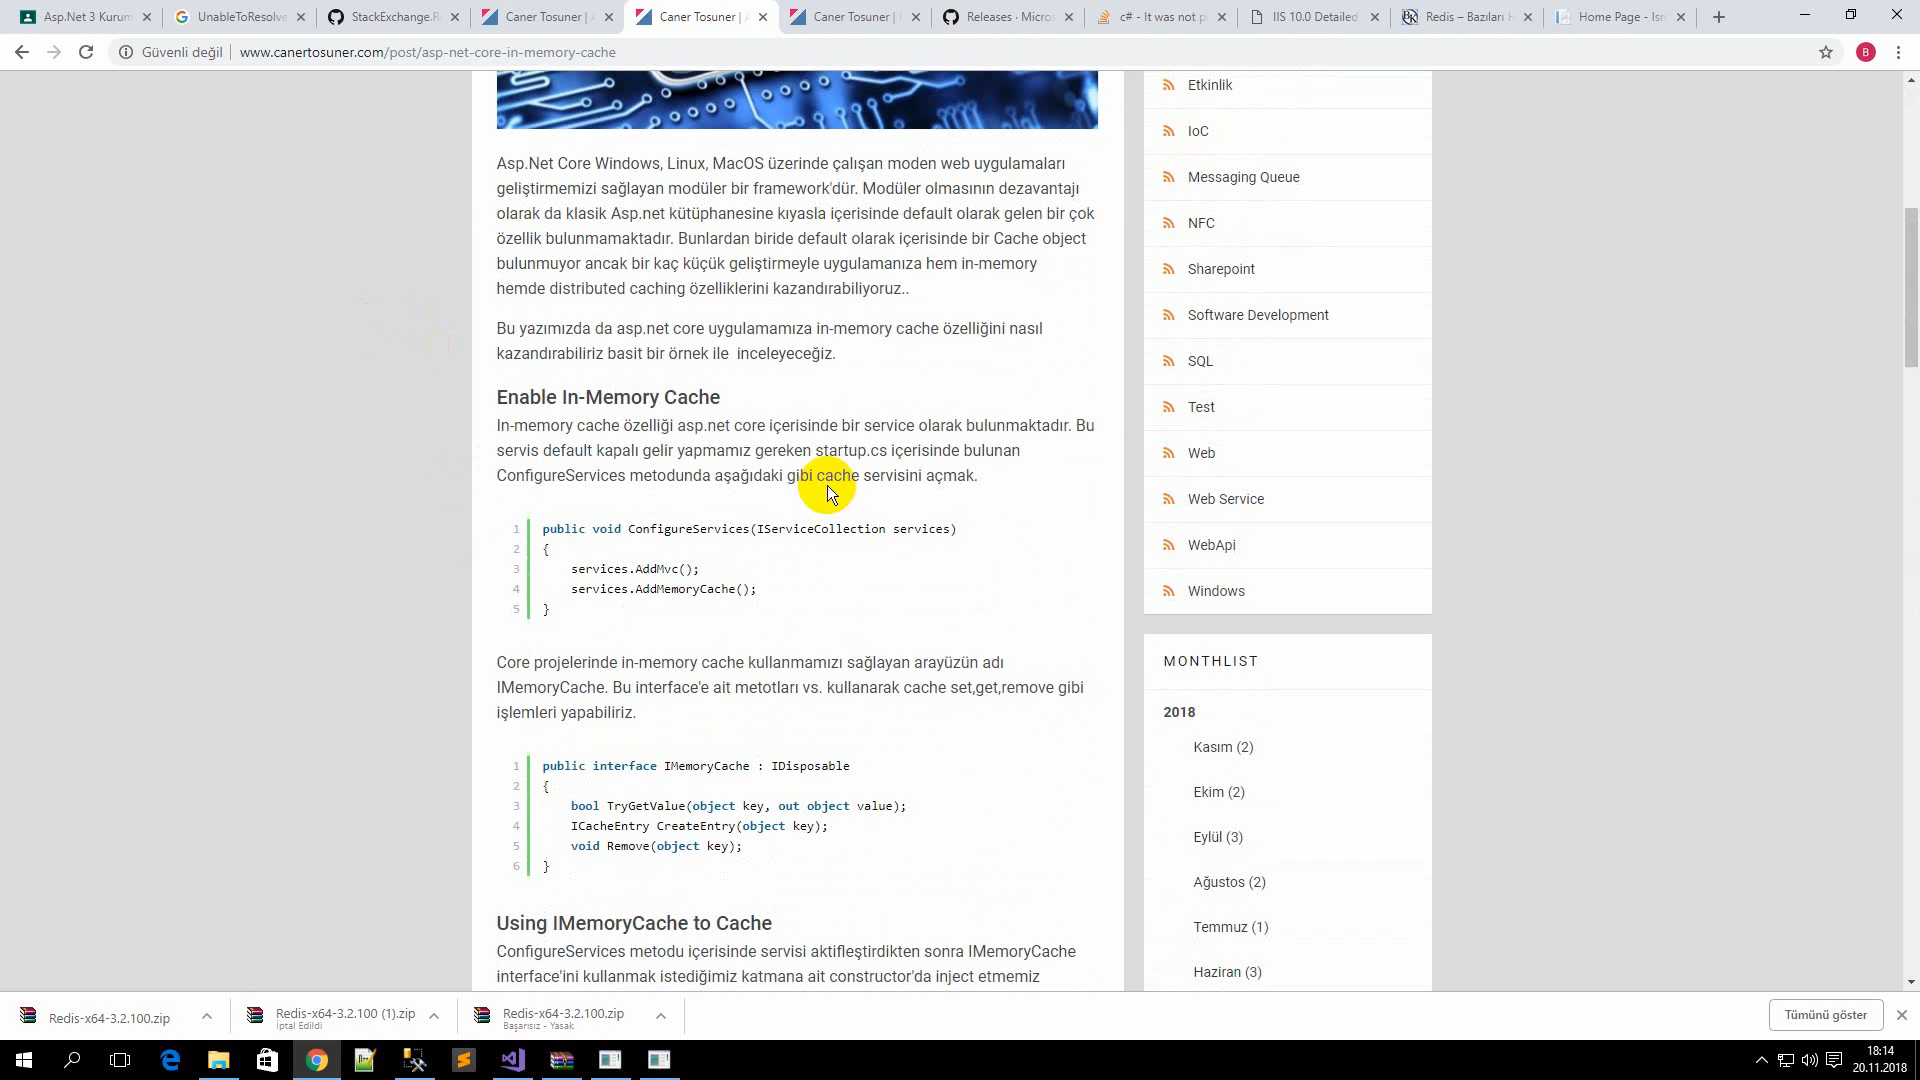 Asp.Net 3 Kurum
UnableToResolve
StackExchange.R
Caner Tosuner |
Caner Tosuner | A
Caner Tosuner |
Releases · Micros
c# - It was not p
IIS 10.0 Detailed
Redis – Bazıları H
Home Page - Isr
Güvenli değil
www.canertosuner.com/post/asp-net-core-in-memory-cache
B
Asp.Net Core Windows, Linux, MacOS üzerinde çalışan moden web uygulamaları
geliştirmemizi sağlayan modüler bir framework'dür. Modüler olmasının dezavantajı
olarak da klasik Asp.net kütüphanesine kıyasla içerisinde default olarak gelen bir çok
özellik bulunmamaktadır. Bunlardan biride default olarak içerisinde bir Cache object
bulunmuyor ancak bir kaç küçük geliştirmeyle uygulamanıza hem in-memory
hemde distributed caching özelliklerini kazandırabiliyoruz..
Bu yazımızda da asp.net core uygulamamıza in-memory cache özelliğini nasıl
kazandırabiliriz basit bir örnek ile inceleyeceğiz.
Enable In-Memory Cache
In-memory cache özelliği asp.net core içerisinde bir service olarak bulunmaktadır. Bu
servis default kapalı gelir yapmamız gereken startup.cs içerisinde bulunan
ConfigureServices metodunda aşağıdaki gibi cache servisini açmak.
1 public void ConfigureServices(IServiceCollection services)
2 {
3 services.AddMvc();
4 services.AddMemoryCache();
5 }
Core projelerinde in-memory cache kullanmamızı sağlayan arayüzün adı
IMemoryCache. Bu interface'e ait metotları vs. kullanarak cache set,get,remove gibi
işlemleri yapabiliriz.
1 public interface IMemoryCache : IDisposable
2 {
3 bool TryGetValue(object key, out object value);
4 ICacheEntry CreateEntry(object key);
5 void Remove(object key);
6 }
Using IMemoryCache to Cache
ConfigureServices metodu içerisinde servisi aktifleştirdikten sonra IMemoryCache
interface'ini kullanmak istediğimiz katmana ait constructor'da inject etmemiz
Etkinlik
IoC
Messaging Queue
NFC
Sharepoint
Software Development
SQL
Test
Web
Web Service
WebApi
Windows
MONTHLIST
2018
Kasım (2)
Ekim (2)
Eylül (3)
Ağustos (2)
Temmuz (1)
Haziran (3)
Redis-x64-3.2.100.zip
Redis-x64-3.2.100 (1).zip
İptal Edildi
Redis-x64-3.2.100.zip
Başarısız - Yasak
Tümünü göster
18:14
20.11.2018